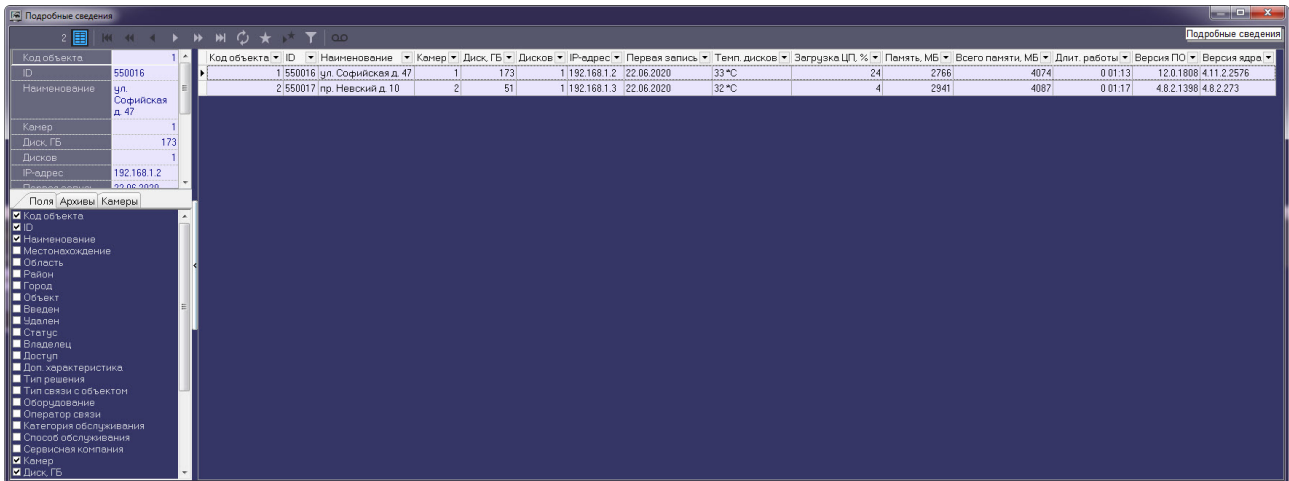 Подробные сведения
2
Подробные сведения
Код объекта 1
ID 550016
Наименование ул. Софийская д. 47
Камер 1
Диск, ГБ 173
Дисков 1
IP-адрес 192.168.1.2
Первая запись 22.06.2020
Поля Архивы Камеры
Код объекта
ID
Наименование
Местонахождение
Область
Район
Город
Объект
Введен
Удален
Статус
Владелец
Доступ
Доп. характеристика
Тип решения
Тип связи с объектом
Оборудование
Оператор связи
Категория обслуживания
Способ обслуживания
Сервисная компания
Камер
Диск, ГБ
Код объекта ID Наименование Камер Диск, ГБ Дисков IP-адрес Первая запись Темп. дисков Загрузка ЦП, % Память, МБ Всего памяти, МБ Длит. работы Версия ПО Версия ядра
1 550016 ул. Софийская д. 47 1 173 1 192.168.1.2 22.06.2020 33 °C 24 2766 4074 0 01:13 12.0.1808 4.11.2.2576
2 550017 пр. Невский д. 10 2 51 1 192.168.1.3 22.06.2020 32 °C 4 2941 4087 0 01:17 4.8.2.1398 4.8.2.273